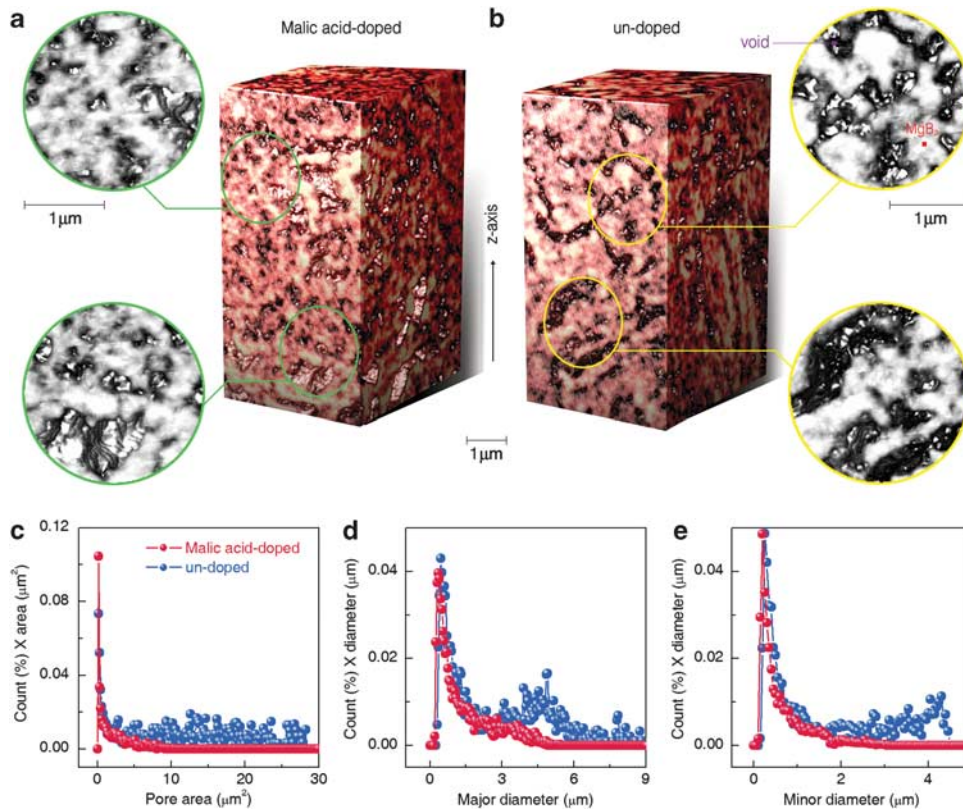 a
Malic acid-doped
b
un-doped
void
MgB₂
1μm
1μm
z-axis
1μm
c
0.12
0.08
0.04
0.00
Count (%) X area (μm²)
0
10
20
30
Pore area (μm²)
Malic acid-doped
un-doped
d
0.04
0.02
0.00
Count (%) X diameter (μm)
0
3
6
9
Major diameter (μm)
e
0.04
0.02
0.00
Count (%) X diameter (μm)
0
2
4
Minor diameter (μm)